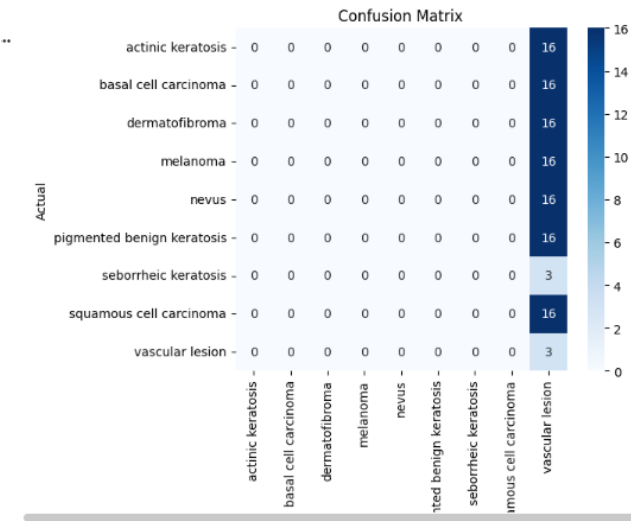 Confusion Matrix
...
actinic keratosis 0 0 0 0 0 0 0 0 16
basal cell carcinoma 0 0 0 0 0 0 0 0 16
dermatofibroma 0 0 0 0 0 0 0 0 16
melanoma 0 0 0 0 0 0 0 0 16
nevus 0 0 0 0 0 0 0 0 16
pigmented benign keratosis 0 0 0 0 0 0 0 0 16
seborrheic keratosis 0 0 0 0 0 0 0 0 3
squamous cell carcinoma 0 0 0 0 0 0 0 0 16
vascular lesion 0 0 0 0 0 0 0 0 3
Actual
actinic keratosis
basal cell carcinoma
dermatofibroma
melanoma
nevus
nted benign keratosis
seborrheic keratosis
amous cell carcinoma
vascular lesion
16
14
12
10
8
6
4
2
0